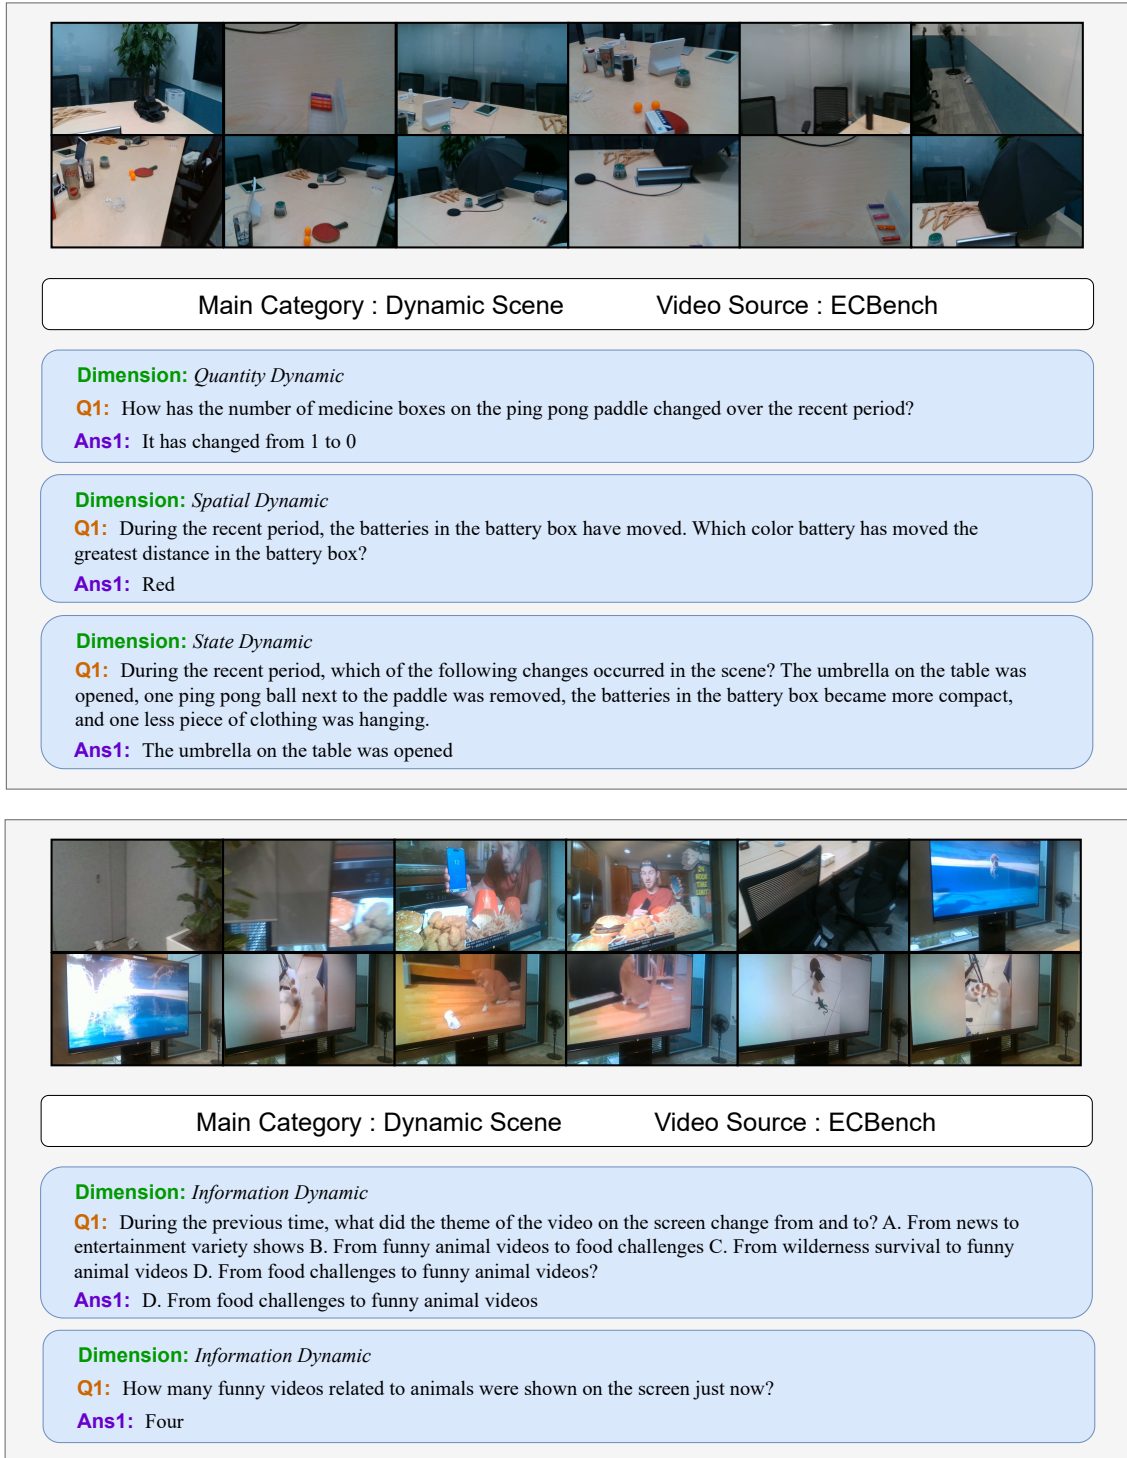 Main Category : Dynamic Scene Video Source : ECBench
Dimension: Quantity Dynamic
Q1: How has the number of medicine boxes on the ping pong paddle changed over the recent period?
Ans1: It has changed from 1 to 0
Dimension: Spatial Dynamic
Q1: During the recent period, the batteries in the battery box have moved. Which color battery has moved the
greatest distance in the battery box?
Ans1: Red
Dimension: State Dynamic
Q1: During the recent period, which of the following changes occurred in the scene? The umbrella on the table was
opened, one ping pong ball next to the paddle was removed, the batteries in the battery box became more compact,
and one less piece of clothing was hanging.
Ans1: The umbrella on the table was opened
Main Category : Dynamic Scene Video Source : ECBench
Dimension: Information Dynamic
Q1: During the previous time, what did the theme of the video on the screen change from and to? A. From news to
entertainment variety shows B. From funny animal videos to food challenges C. From wilderness survival to funny
animal videos D. From food challenges to funny animal videos?
Ans1: D. From food challenges to funny animal videos
Dimension: Information Dynamic
Q1: How many funny videos related to animals were shown on the screen just now?
Ans1: Four